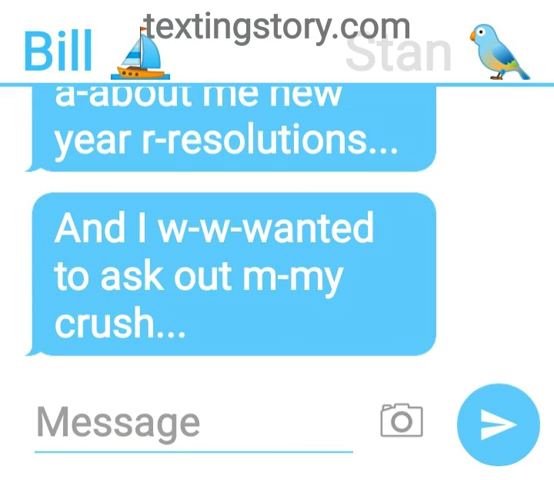 textingstory.com
Bill Stan
a-about me new
year r-resolutions...
And I w-w-wanted
to ask out m-my
crush...
Message